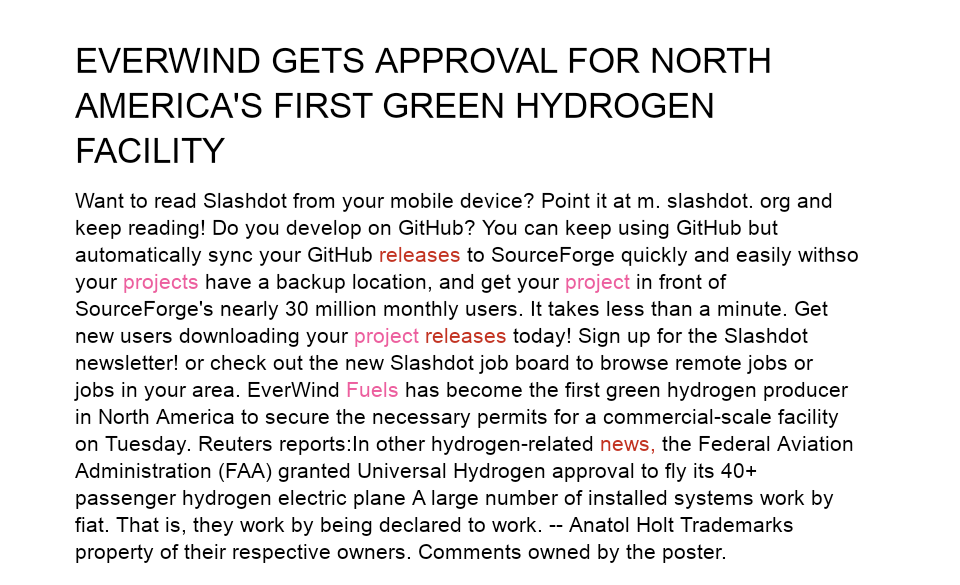 EVERWIND GETS APPROVAL FOR NORTH
AMERICA'S FIRST GREEN HYDROGEN
FACILITY
Want to read Slashdot from your mobile device? Point it at m. slashdot. org and
keep reading! Do you develop on GitHub? You can keep using GitHub but
automatically sync your GitHub releases to SourceForge quickly and easily withso
your projects have a backup location, and get your project in front of
SourceForge's nearly 30 million monthly users. It takes less than a minute. Get
new users downloading your project releases today! Sign up for the Slashdot
newsletter! or check out the new Slashdot job board to browse remote jobs or
jobs in your area. EverWind Fuels has become the first green hydrogen producer
in North America to secure the necessary permits for a commercial-scale facility
on Tuesday. Reuters reports:In other hydrogen-related news, the Federal Aviation
Administration (FAA) granted Universal Hydrogen approval to fly its 40+
passenger hydrogen electric plane A large number of installed systems work by
fiat. That is, they work by being declared to work. -- Anatol Holt Trademarks
property of their respective owners. Comments owned by the poster.